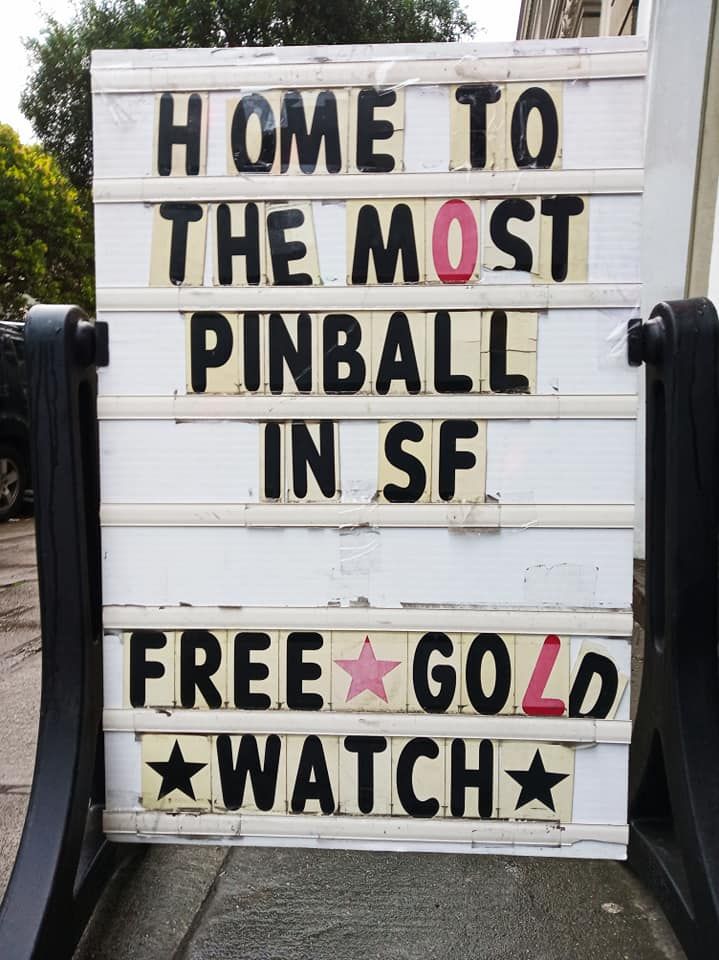 HOME TO
THE MOST
PINBALL
IN SF
FREE★GOLD
★WATCH★